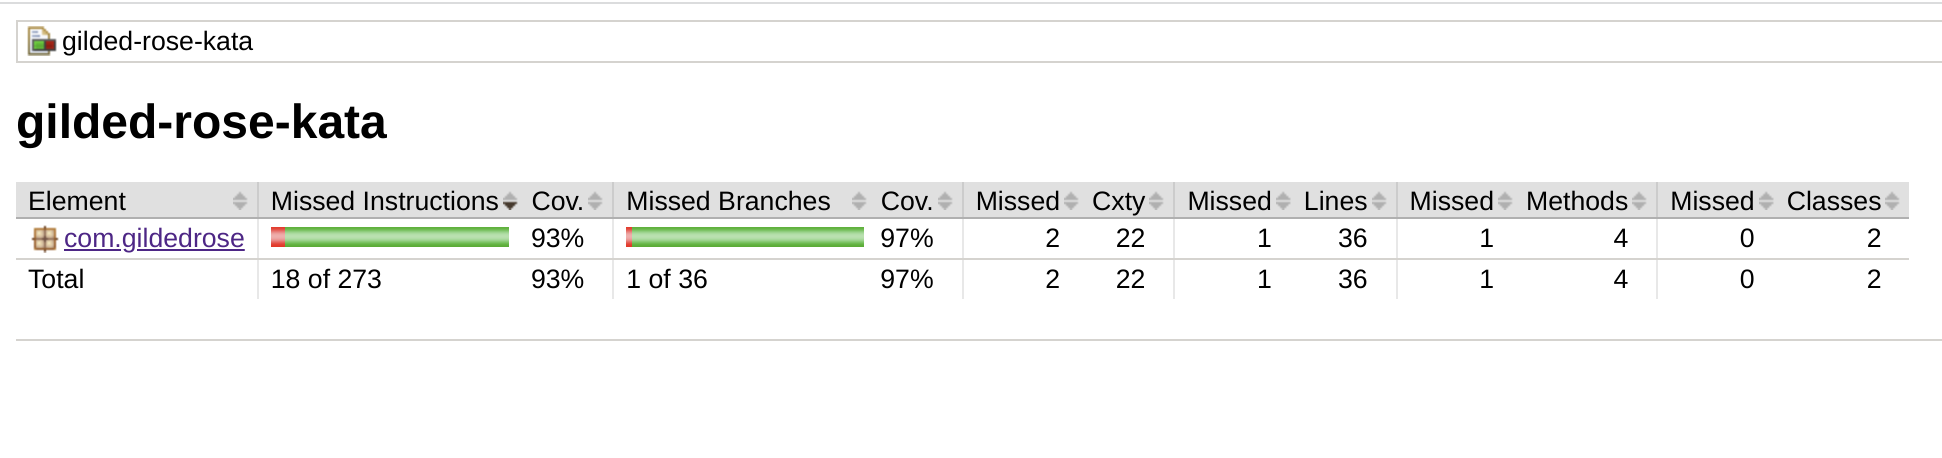 gilded-rose-kata
gilded-rose-kata
Element Missed Instructions Cov. Missed Branches Cov. Missed Cxty Missed Lines Missed Methods Missed Classes
com.gildedrose 93% 97% 2 22 1 36 1 4 0 2
Total 18 of 273 93% 1 of 36 97% 2 22 1 36 1 4 0 2